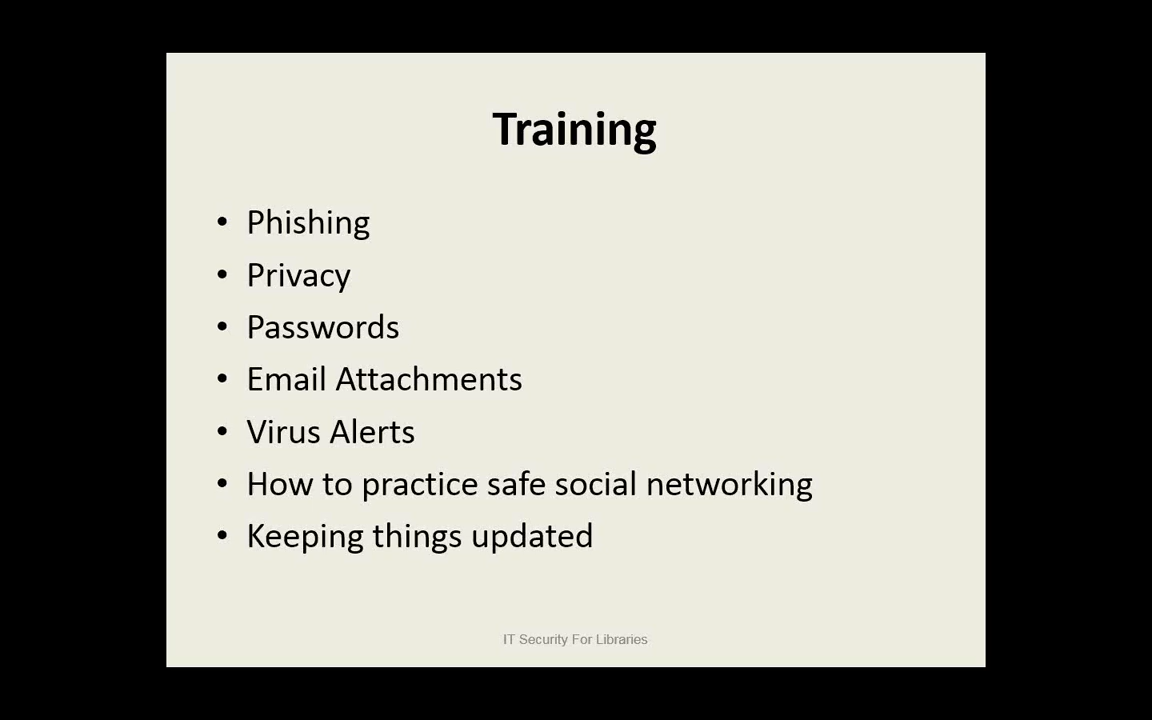 Training
• Phishing
• Privacy
• Passwords
• Email Attachments
• Virus Alerts
• How to practice safe social networking
• Keeping things updated
IT Security For Libraries